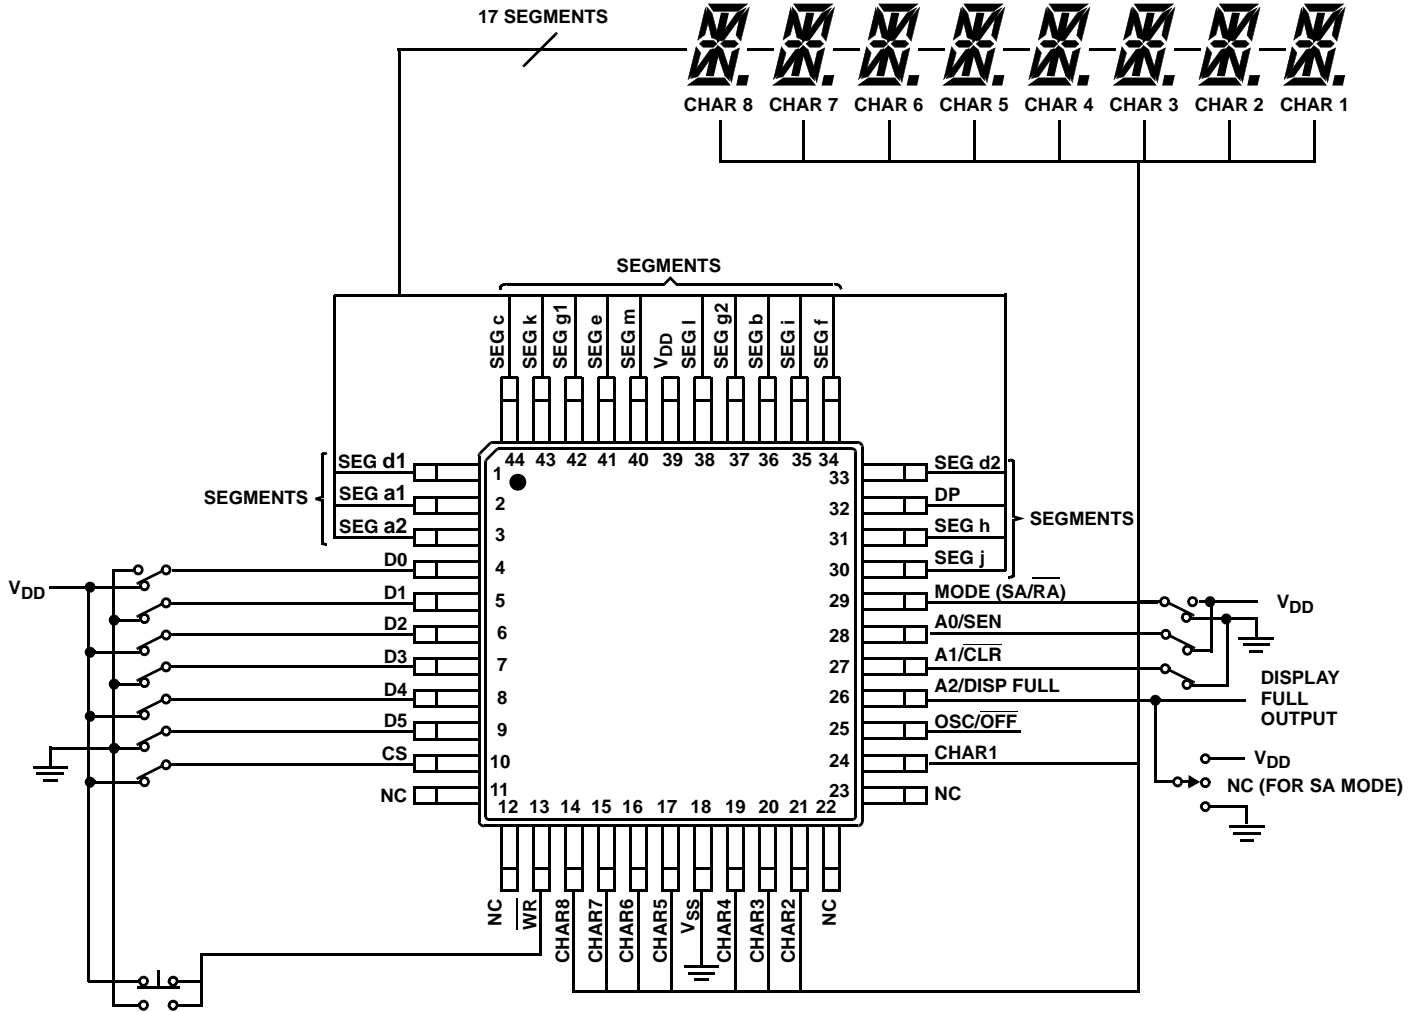 17 SEGMENTS
CHAR 8 CHAR 7 CHAR 6 CHAR 5 CHAR 4 CHAR 3 CHAR 2 CHAR 1
SEGMENTS
SEG c SEG k SEG g1 SEG e SEG m VDD SEG l SEG g2 SEG b SEG i SEG f
44 43 42 41 40 39 38 37 36 35 34
SEGMENTS
SEG d1 1
SEG a1 2
SEG a2 3
VDD
D0 4
D1 5
D2 6
D3 7
D4 8
D5 9
CS 10
NC 11
33 SEG d2
32 DP
31 SEG h
30 SEG j
SEGMENTS
29 MODE (SA/R̅A̅)
28 A0/SEN
27 A1/C̅L̅R̅
26 A2/DISP FULL
25 OSC/O̅F̅F̅
24 CHAR1
23 NC
VDD
DISPLAY
FULL
OUTPUT
VDD
NC (FOR SA MODE)
12 13 14 15 16 17 18 19 20 21 22
NC W̅R̅ CHAR8 CHAR7 CHAR6 CHAR5 VSS CHAR4 CHAR3 CHAR2 NC